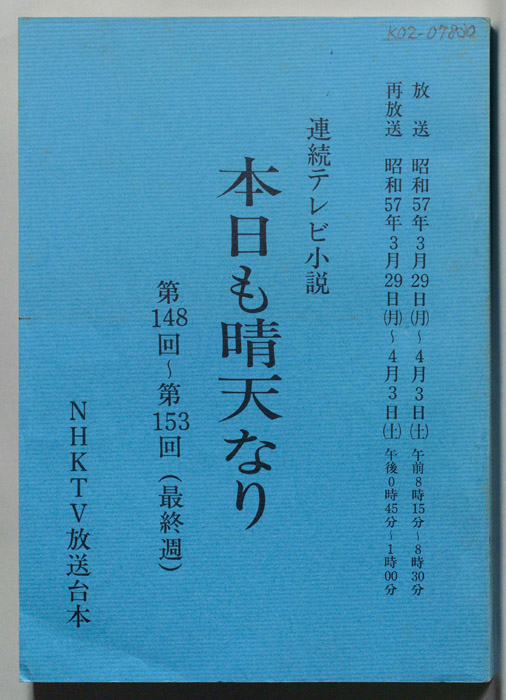 K02-07800
放　送　昭和57年3月29日(月)～4月3日(土)　午前8時15分～8時30分
再放送　昭和57年3月29日(月)～4月3日(土)　午後0時45分～1時00分
連続テレビ小説
本日も晴天なり
第148回～第153回（最終週）
NHKTV放送台本